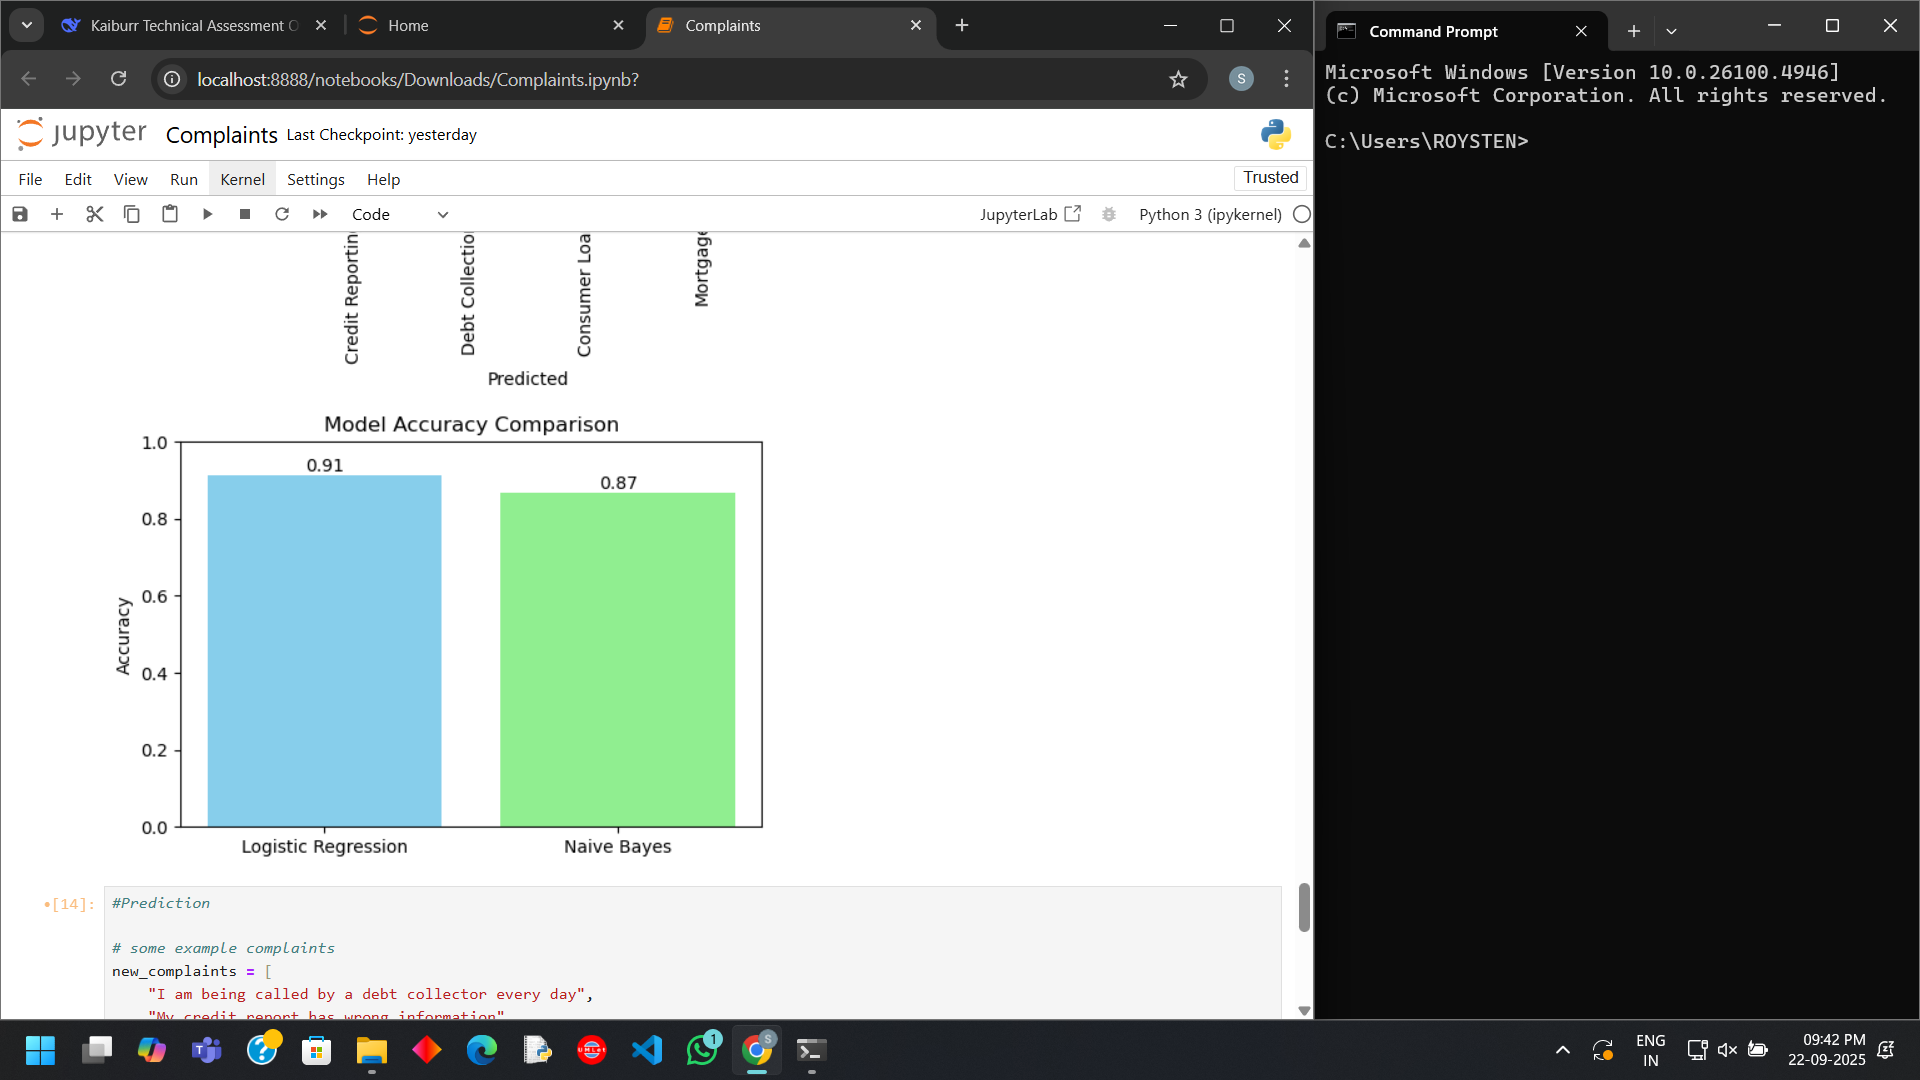 Kaiburr Technical Assessment O
Home
Complaints
localhost:8888/notebooks/Downloads/Complaints.ipynb?
S
jupyter Complaints Last Checkpoint: yesterday
File Edit View Run Kernel Settings Help
Trusted
Code
JupyterLab
Python 3 (ipykernel)
Credit Reportin
Debt Collectio
Consumer Loa
Mortgage
Predicted
Model Accuracy Comparison
1.0
0.8
0.6
0.4
0.2
0.0
Accuracy
0.91
0.87
Logistic Regression
Naive Bayes
•[14]:
#Prediction
# some example complaints
new_complaints = [
"I am being called by a debt collector every day",
"My credit report has wrong information"
Command Prompt
Microsoft Windows [Version 10.0.26100.4946]
(c) Microsoft Corporation. All rights reserved.
C:\Users\ROYSTEN>
T
UMLet
1
S
ENG
IN
09:42 PM
22-09-2025